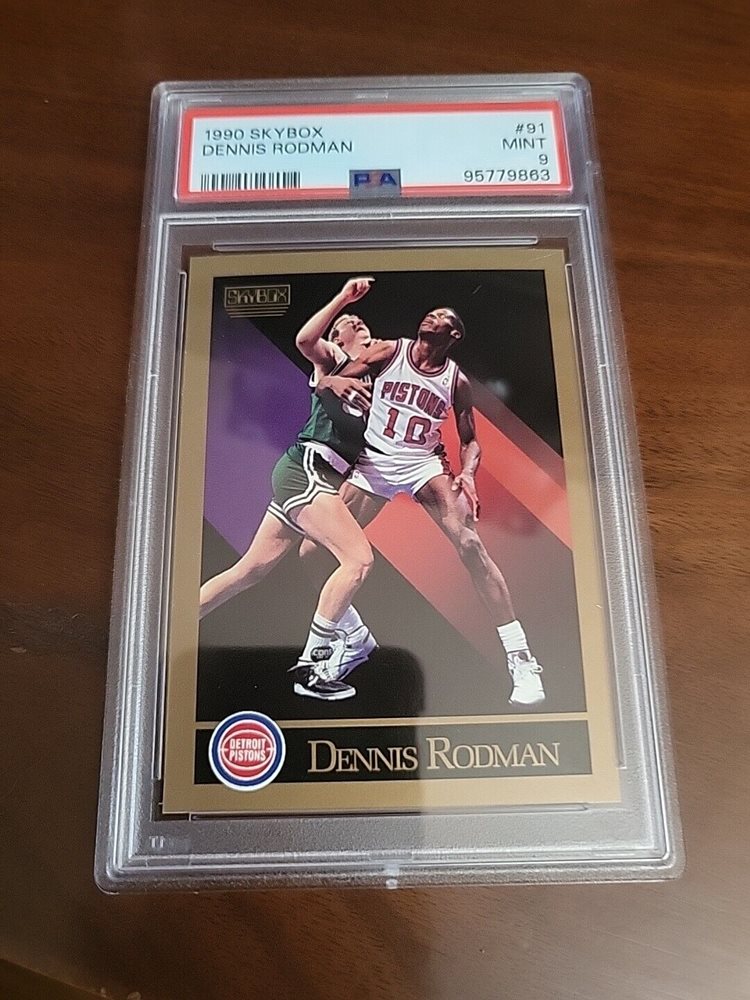 1990 SKYBOX #91
DENNIS RODMAN MINT
9
PSA 95779863
SKYBOX
PISTONS
10
DETROIT
PISTONS
DENNIS RODMAN